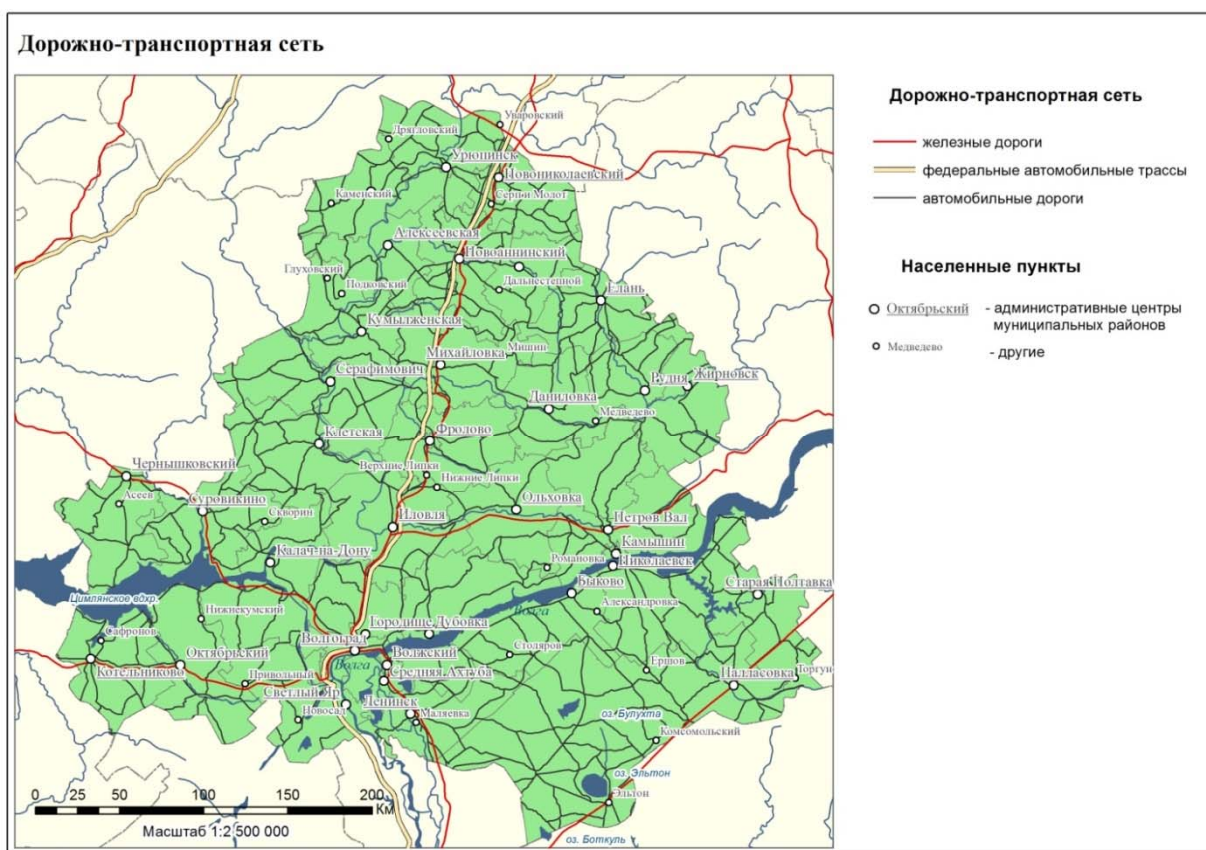 Дорожно-транспортная сеть
Уваровский
Дрягловский
Урюпинск
Новониколаевский
Каменский
Серп и Молот
Алексеевская
Новоаннинский
Глуховский
Подковский
Дальнестепной
Елань
Кумылженская
Мишин
Михайловка
Серафимович
Рудня
Жирновск
Даниловка
Медведево
Клетская
Фролово
Чернышковский
Верхние Липки
Нижние Липки
Асеев
Суровикино
Скворин
Ольховка
Иловля
Петров Вал
Камышин
Калач-на-Дону
Романовка
Николаевск
Быково
Старая Полтавка
Цимлянское вдхр.
Волга
Александровка
Нижнекумский
Сафронов
Городище
Дубовка
Волгоград
Столяров
Октябрьский
Волга
Волжский
Ершов
Котельниково
Привольный
Средняя Ахтуба
Палласовка
Торгун
Светлый Яр
Ленинск
Новосад
Маляевка
оз. Булухта
Комсомольский
оз. Эльтон
Эльтон
оз. Боткуль
0 50 100 150 200
Км
Масштаб 1:2 500 000
Дорожно-транспортная сеть
железные дороги
федеральные автомобильные трассы
автомобильные дороги
Населенные пункты
Октябрьский - административные центры
муниципальных районов
Медведево - другие